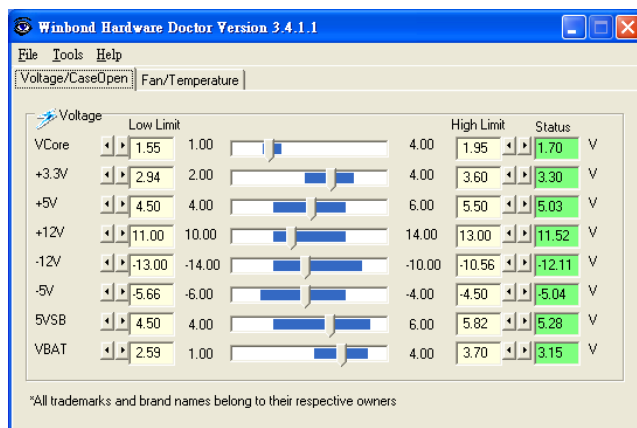 Winbond Hardware Doctor Version 3.4.1.1
File Tools Help
Voltage/CaseOpen Fan/Temperature
Voltage
Low Limit High Limit Status
VCore 1.55 1.00 4.00 1.95 1.70 V
+3.3V 2.94 2.00 4.00 3.60 3.30 V
+5V 4.50 4.00 6.00 5.50 5.03 V
+12V 11.00 10.00 14.00 13.00 11.52 V
-12V -13.00 -14.00 -10.00 -10.56 -12.11 V
-5V -5.66 -6.00 -4.00 -4.50 -5.04 V
5VSB 4.50 4.00 6.00 5.82 5.28 V
VBAT 2.59 1.00 4.00 3.70 3.15 V
*All trademarks and brand names belong to their respective owners